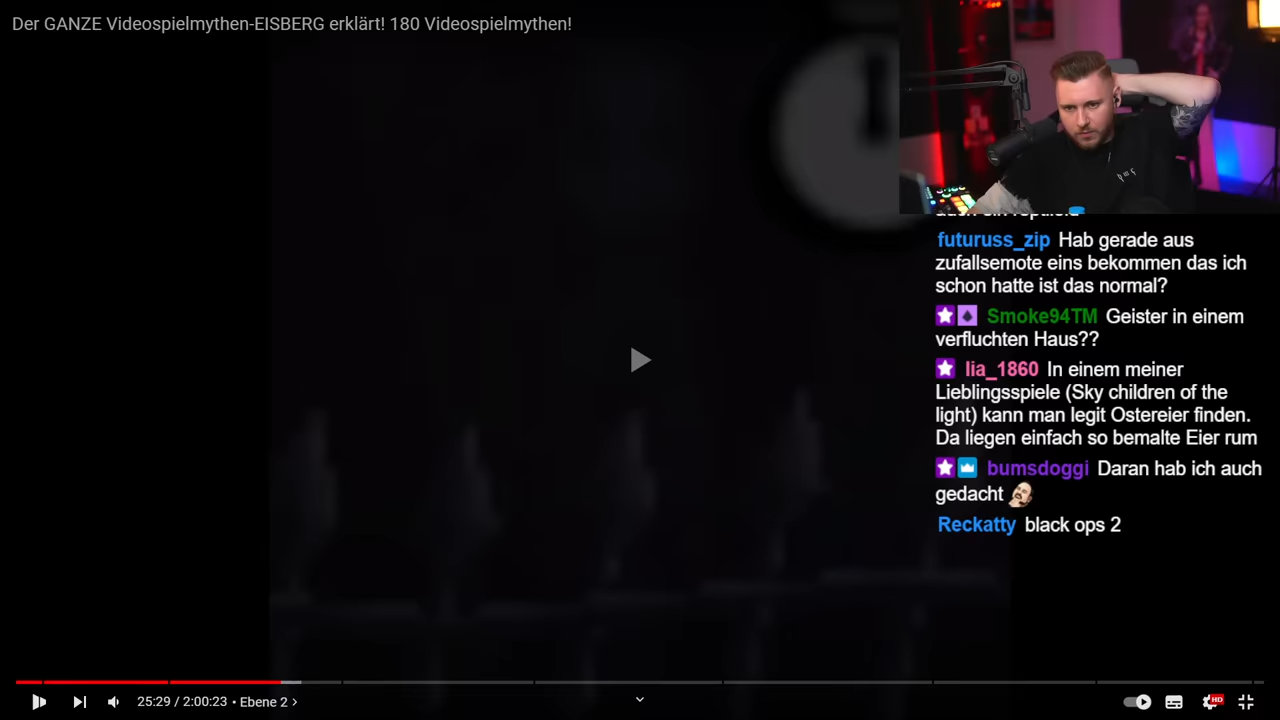 Der GANZE Videospielmythen-EISBERG erklärt! 180 Videospielmythen!
futuruss_zip Hab gerade aus
zufallsemote eins bekommen das ich
schon hatte ist das normal?
Smoke94TM Geister in einem
verfluchten Haus??
lia_1860 In einem meiner
Lieblingsspiele (Sky children of the
light) kann man legit Ostereier finden.
Da liegen einfach so bemalte Eier rum
bumsdoggi Daran hab ich auch
gedacht
Reckatty black ops 2
25:29 / 2:00:23 • Ebene 2 ›
HD